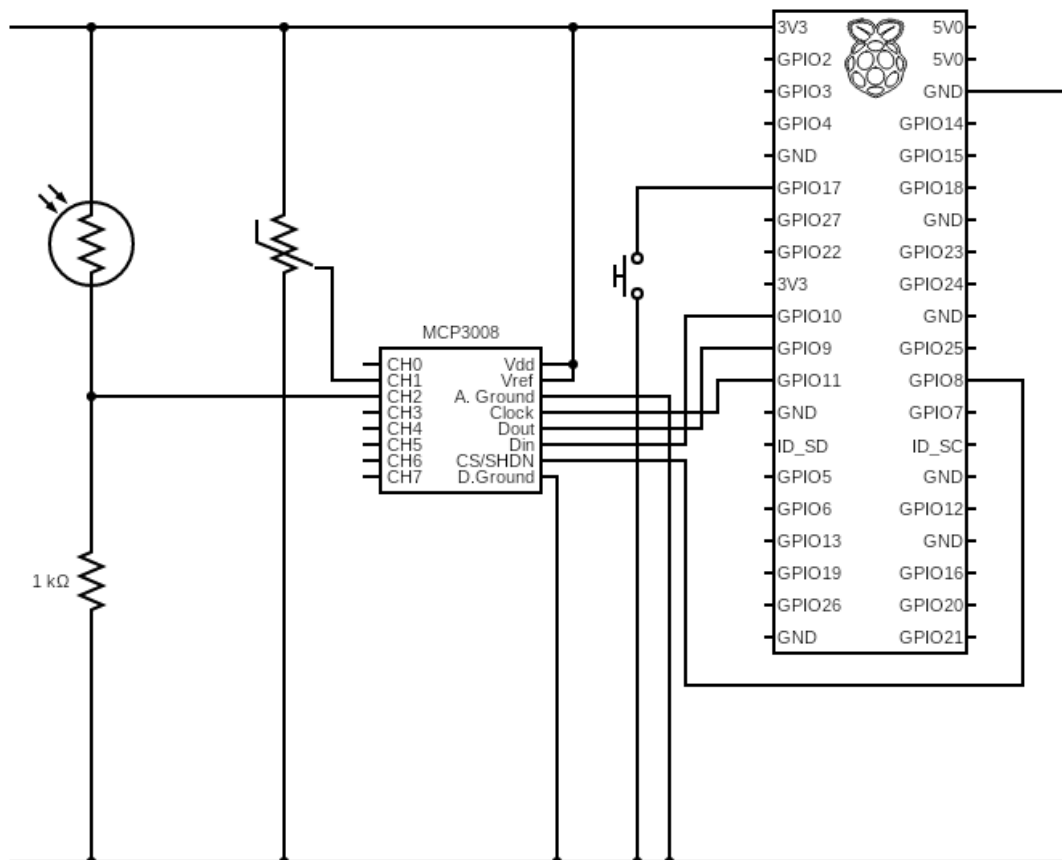 3V3 5V0
GPIO2 5V0
GPIO3 GND
GPIO4 GPIO14
GND GPIO15
GPIO17 GPIO18
GPIO27 GND
GPIO22 GPIO23
3V3 GPIO24
GPIO10 GND
GPIO9 GPIO25
GPIO11 GPIO8
GND GPIO7
ID_SD ID_SC
GPIO5 GND
GPIO6 GPIO12
GPIO13 GND
GPIO19 GPIO16
GPIO26 GPIO20
GND GPIO21
MCP3008
CH0 Vdd
CH1 Vref
CH2 A. Ground
CH3 Clock
CH4 Dout
CH5 Din
CH6 CS/SHDN
CH7 D.Ground
1 kΩ